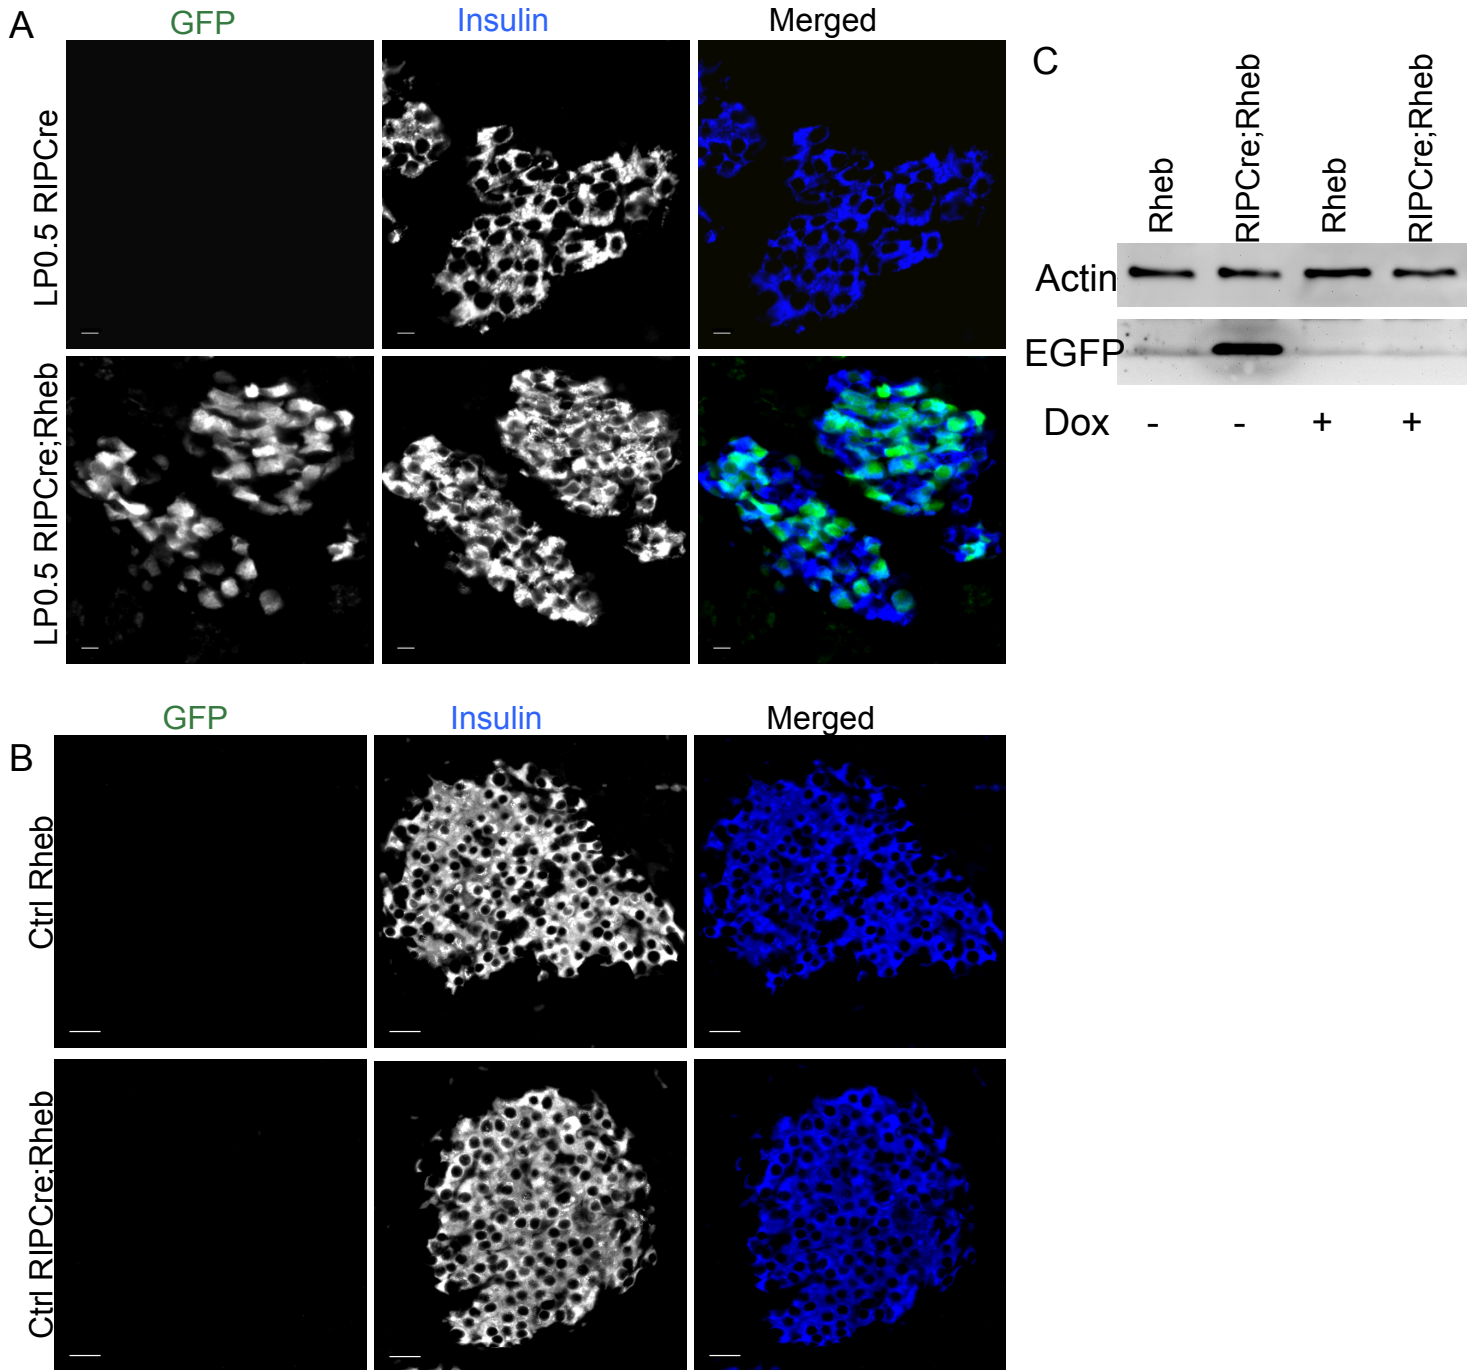 A
GFP Insulin Merged
LP0.5 RIPCre
LP0.5 RIPCre;Rheb
B
GFP Insulin Merged
Ctrl Rheb
Ctrl RIPCre;Rheb
C
Rheb RIPCre;Rheb Rheb RIPCre;Rheb
Actin
EGFP
Dox - - + +